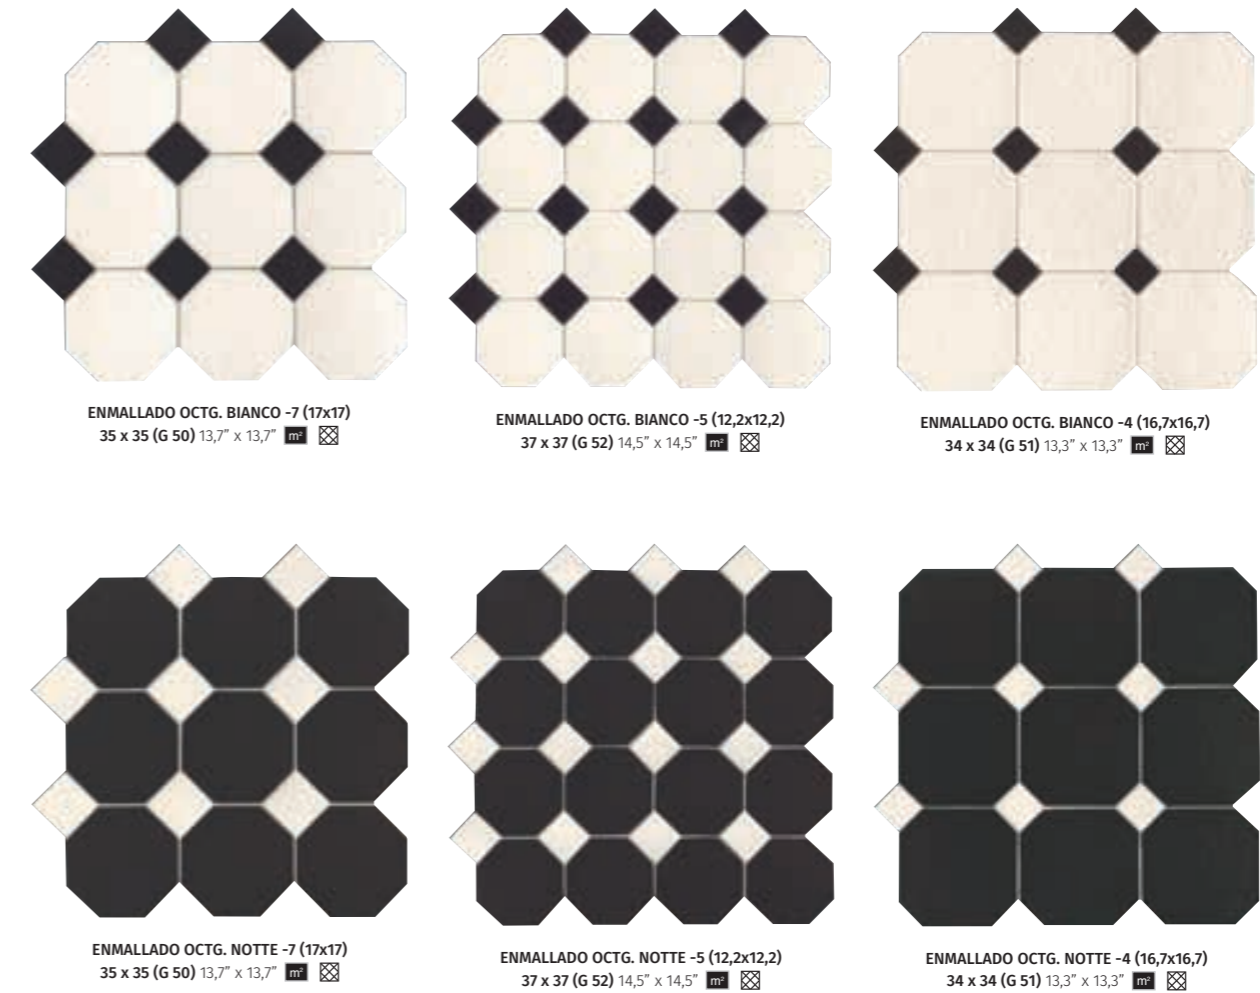 ENMALLADO OCTG. BIANCO -7 (17x17)
35 x 35 (G 50) 13,7” x 13,7” m²
ENMALLADO OCTG. BIANCO -5 (12,2x12,2)
37 x 37 (G 52) 14,5” x 14,5” m²
ENMALLADO OCTG. BIANCO -4 (16,7x16,7)
34 x 34 (G 51) 13,3” x 13,3” m²
ENMALLADO OCTG. NOTTE -7 (17x17)
35 x 35 (G 50) 13,7” x 13,7” m²
ENMALLADO OCTG. NOTTE -5 (12,2x12,2)
37 x 37 (G 52) 14,5” x 14,5” m²
ENMALLADO OCTG. NOTTE -4 (16,7x16,7)
34 x 34 (G 51) 13,3” x 13,3” m²